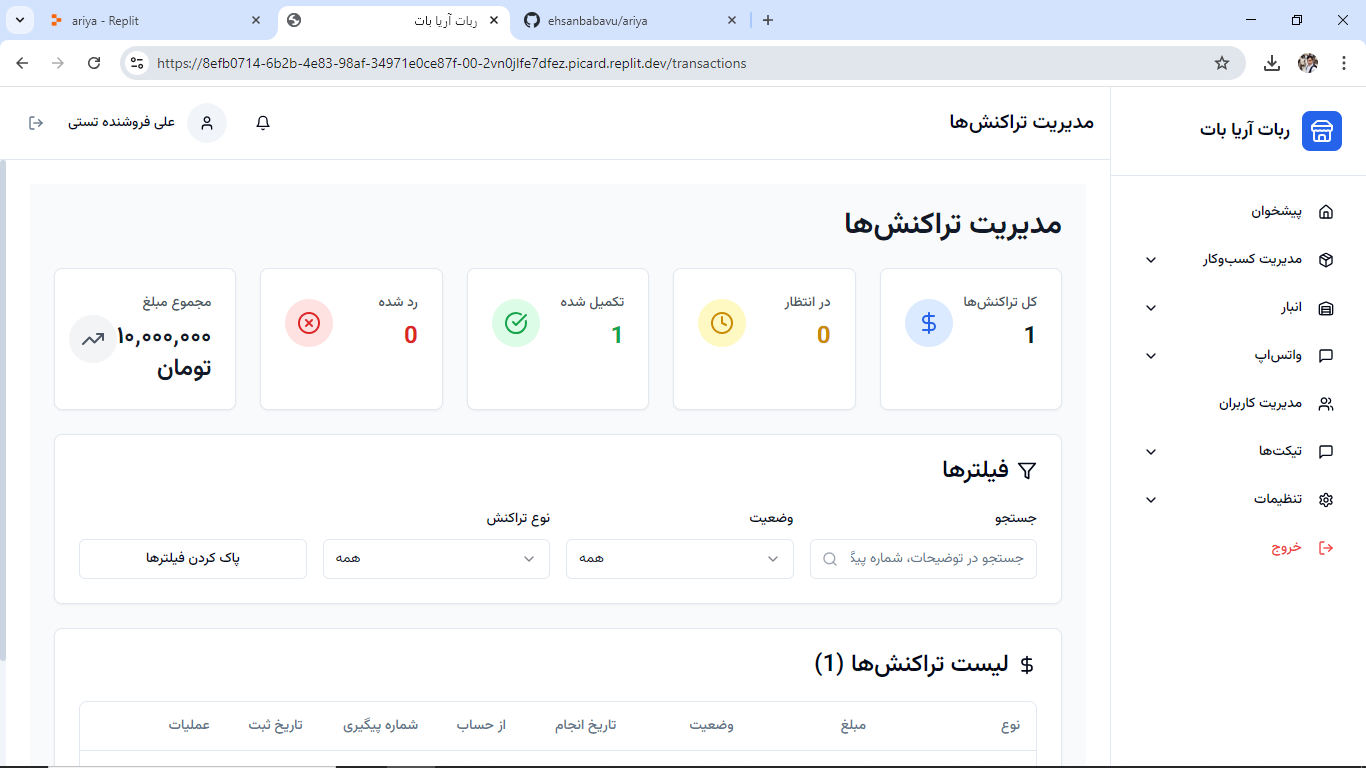 ariya - Replit
ربات آریا بات
ehsanbabavu/ariya
https://8efb0714-6b2b-4e83-98af-34971e0ce87f-00-2vn0jlfe7dfez.picard.replit.dev/transactions
ربات آریا بات
مدیریت تراکنش‌ها
علی فروشنده تستی
پیشخوان
مدیریت کسب‌وکار
انبار
واتس‌اپ
مدیریت کاربران
تیکت‌ها
تنظیمات
خروج
مدیریت تراکنش‌ها
کل تراکنش‌ها
1
در انتظار
0
تکمیل شده
1
رد شده
0
مجموع مبلغ
۱۰,۰۰۰,۰۰۰
تومان
فیلترها
جستجو
وضعیت
نوع تراکنش
جستجو در توضیحات، شماره پیگ
همه
همه
پاک کردن فیلترها
لیست تراکنش‌ها (1)
نوع مبلغ وضعیت تاریخ انجام از حساب شماره پیگیری تاریخ ثبت عملیات